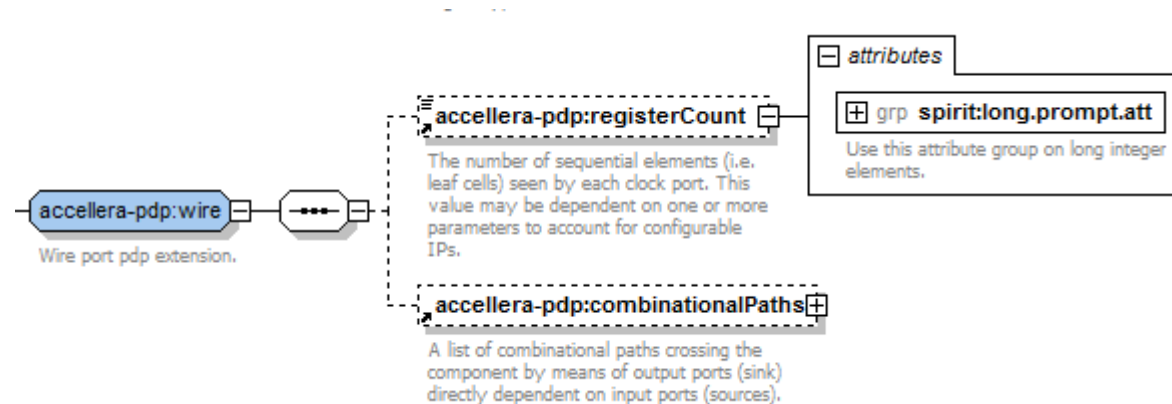 attributes
accellera-pdp:registerCount
grp spirit:long.prompt.att
Use this attribute group on long integer
elements.
The number of sequential elements (i.e.
leaf cells) seen by each clock port. This
value may be dependent on one or more
parameters to account for configurable
IPs.
accellera-pdp:wire
Wire port pdp extension.
accellera-pdp:combinationalPaths
A list of combinational paths crossing the
component by means of output ports (sink)
directly dependent on input ports (sources).